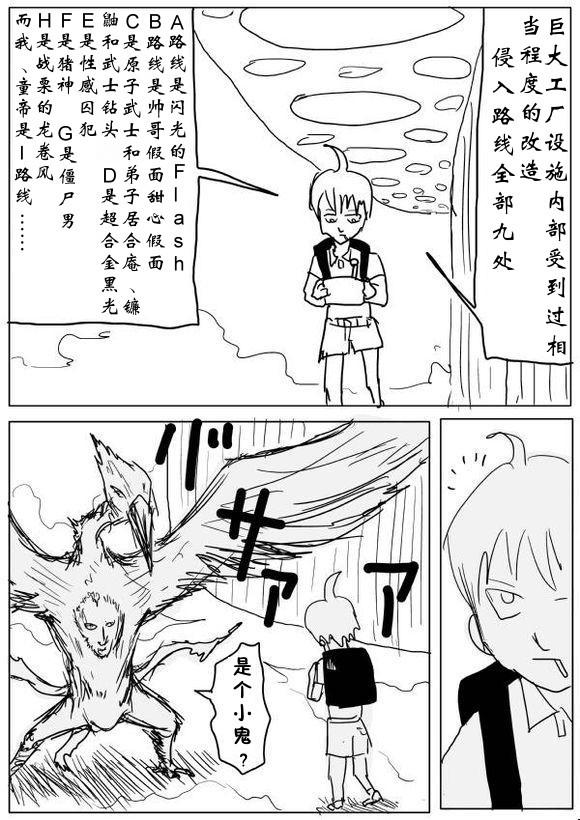 巨大工厂设施内部受到过相
当程度的改造
侵入路线全部九处
A路线是闪光的Flash
B路线是帅哥假面甜心假面
C是原子武士和弟子居合庵、镰
鼬和武士钻头 D是超合金黑光
E是性感囚犯
F是猪神 G是僵尸男
H是战栗的龙卷风
而我、童帝是I路线……
バサァァ
是个小鬼？